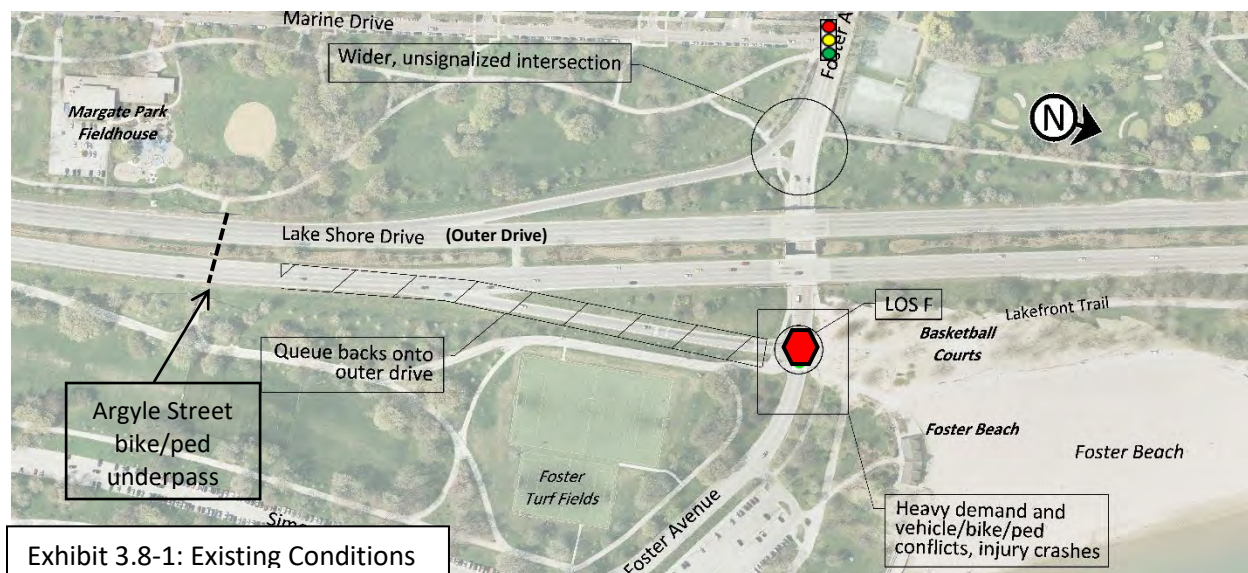 Marine Drive
Foster A
Wider, unsignalized intersection
Margate Park
Fieldhouse
N
Lake Shore Drive (Outer Drive)
LOS F
Lakefront Trail
Basketball
Courts
Queue backs onto
outer drive
Argyle Street
bike/ped
underpass
Foster Beach
Foster Beach
Foster
Turf Fields
Foster Avenue
Heavy demand and
vehicle/bike/ped
conflicts, injury crashes
Exhibit 3.8-1: Existing Conditions